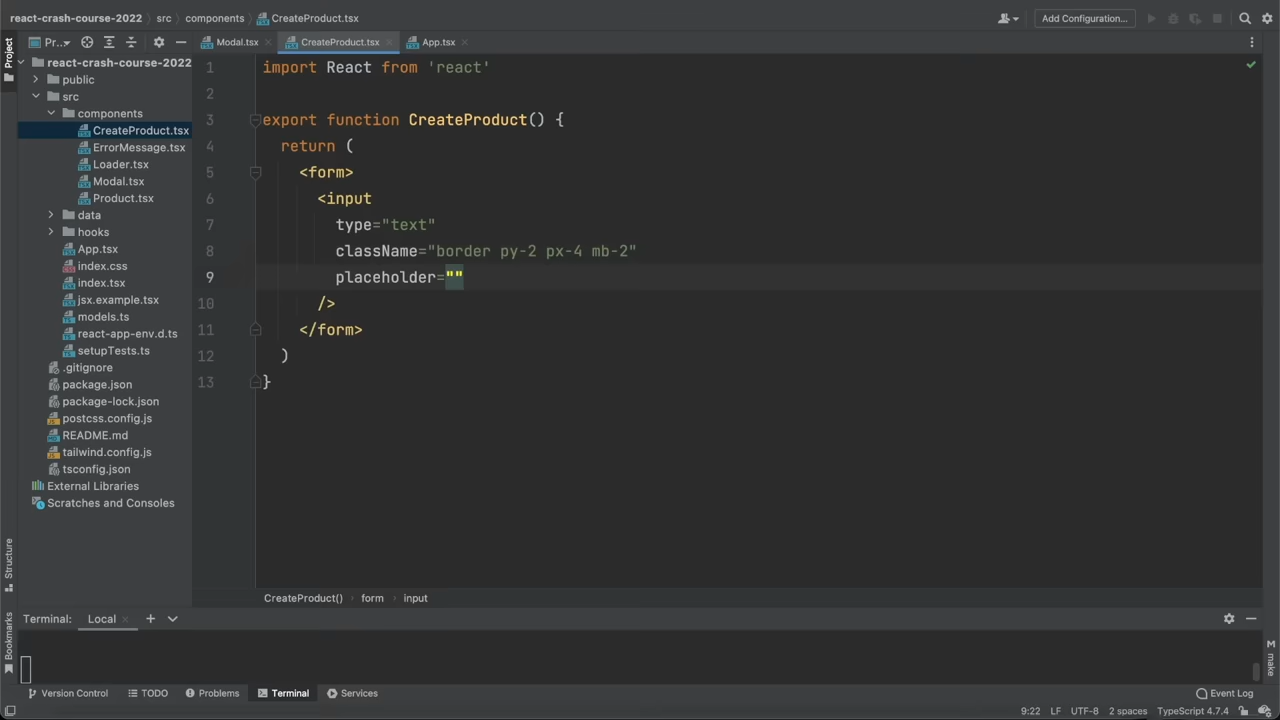 react-crash-course-2022 src components CreateProduct.tsx Add Configuration...
Project
Pr... Modal.tsx CreateProduct.tsx App.tsx
react-crash-course-2022
public
src
components
CreateProduct.tsx
ErrorMessage.tsx
Loader.tsx
Modal.tsx
Product.tsx
data
hooks
App.tsx
index.css
index.tsx
jsx.example.tsx
models.ts
react-app-env.d.ts
setupTests.ts
.gitignore
package.json
package-lock.json
postcss.config.js
README.md
tailwind.config.js
tsconfig.json
External Libraries
Scratches and Consoles
1 import React from 'react'
2
3 export function CreateProduct() {
4 return (
5 <form>
6 <input
7 type="text"
8 className="border py-2 px-4 mb-2"
9 placeholder=""
10 />
11 </form>
12 )
13 }
CreateProduct() form input
Structure
Bookmarks
Terminal: Local
M make
Version Control TODO Problems Terminal Services Event Log
9:22 LF UTF-8 2 spaces TypeScript 4.7.4